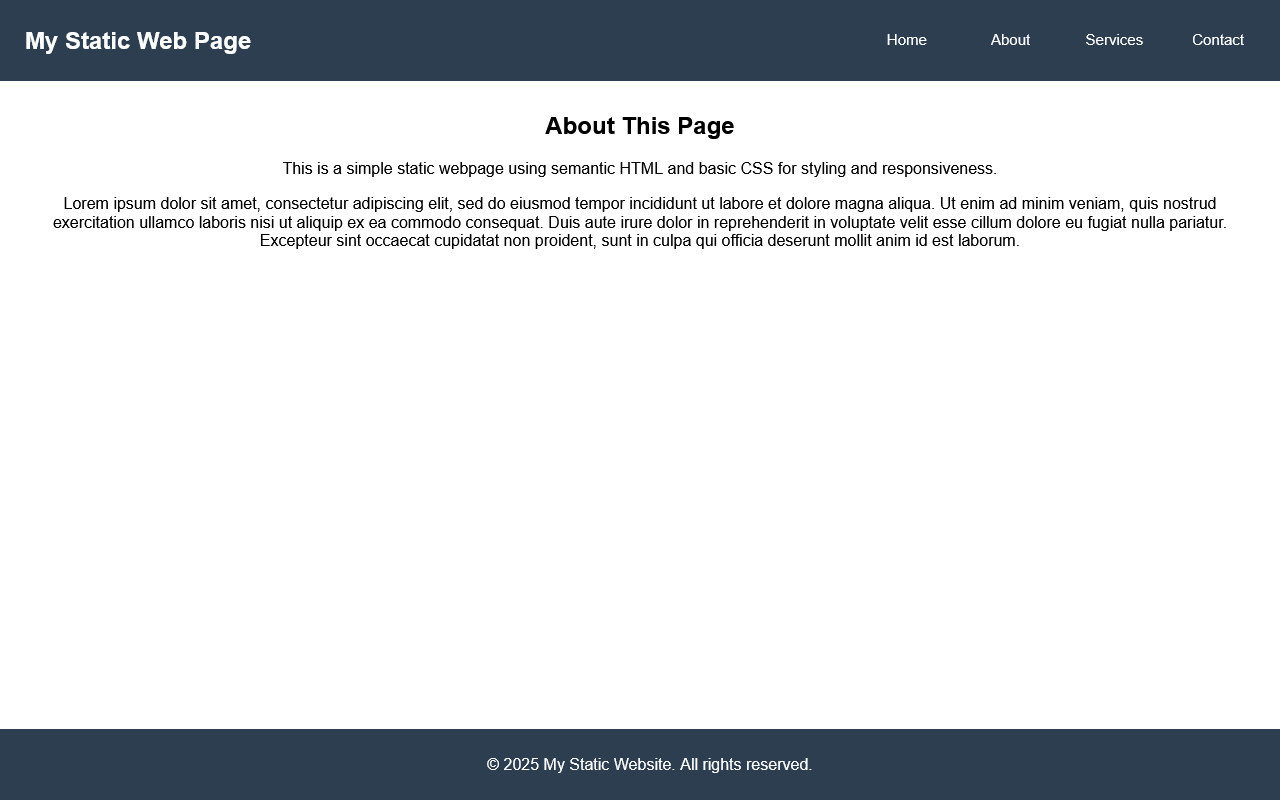 My Static Web Page
Home
About
Services
Contact
About This Page
This is a simple static webpage using semantic HTML and basic CSS for styling and responsiveness.
Lorem ipsum dolor sit amet, consectetur adipiscing elit, sed do eiusmod tempor incididunt ut labore et dolore magna aliqua. Ut enim ad minim veniam, quis nostrud
exercitation ullamco laboris nisi ut aliquip ex ea commodo consequat. Duis aute irure dolor in reprehenderit in voluptate velit esse cillum dolore eu fugiat nulla pariatur.
Excepteur sint occaecat cupidatat non proident, sunt in culpa qui officia deserunt mollit anim id est laborum.
© 2025 My Static Website. All rights reserved.